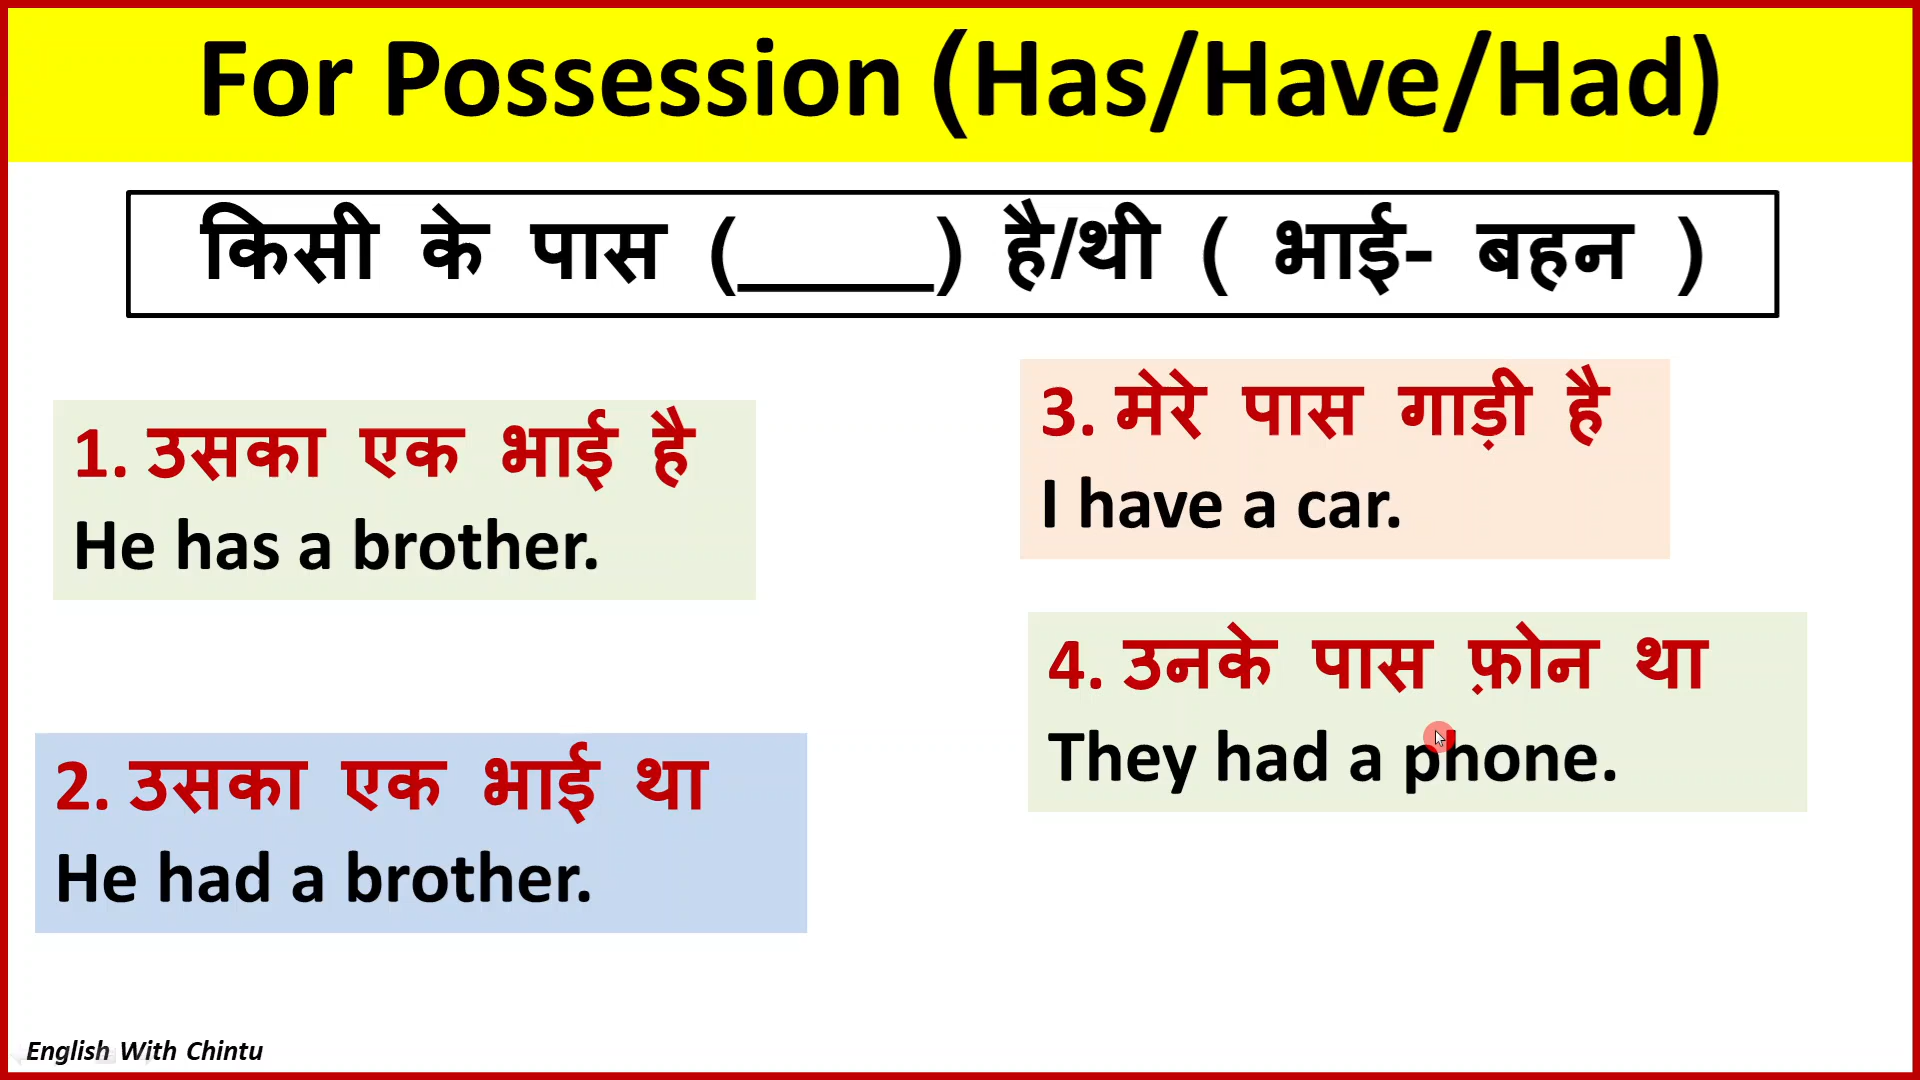 For Possession (Has/Have/Had)
किसी के पास (_____) है/थी ( भाई- बहन )
1. उसका एक भाई है
He has a brother.
2. उसका एक भाई था
He had a brother.
3. मेरे पास गाड़ी है
I have a car.
4. उनके पास फ़ोन था
They had a phone.
English With Chintu